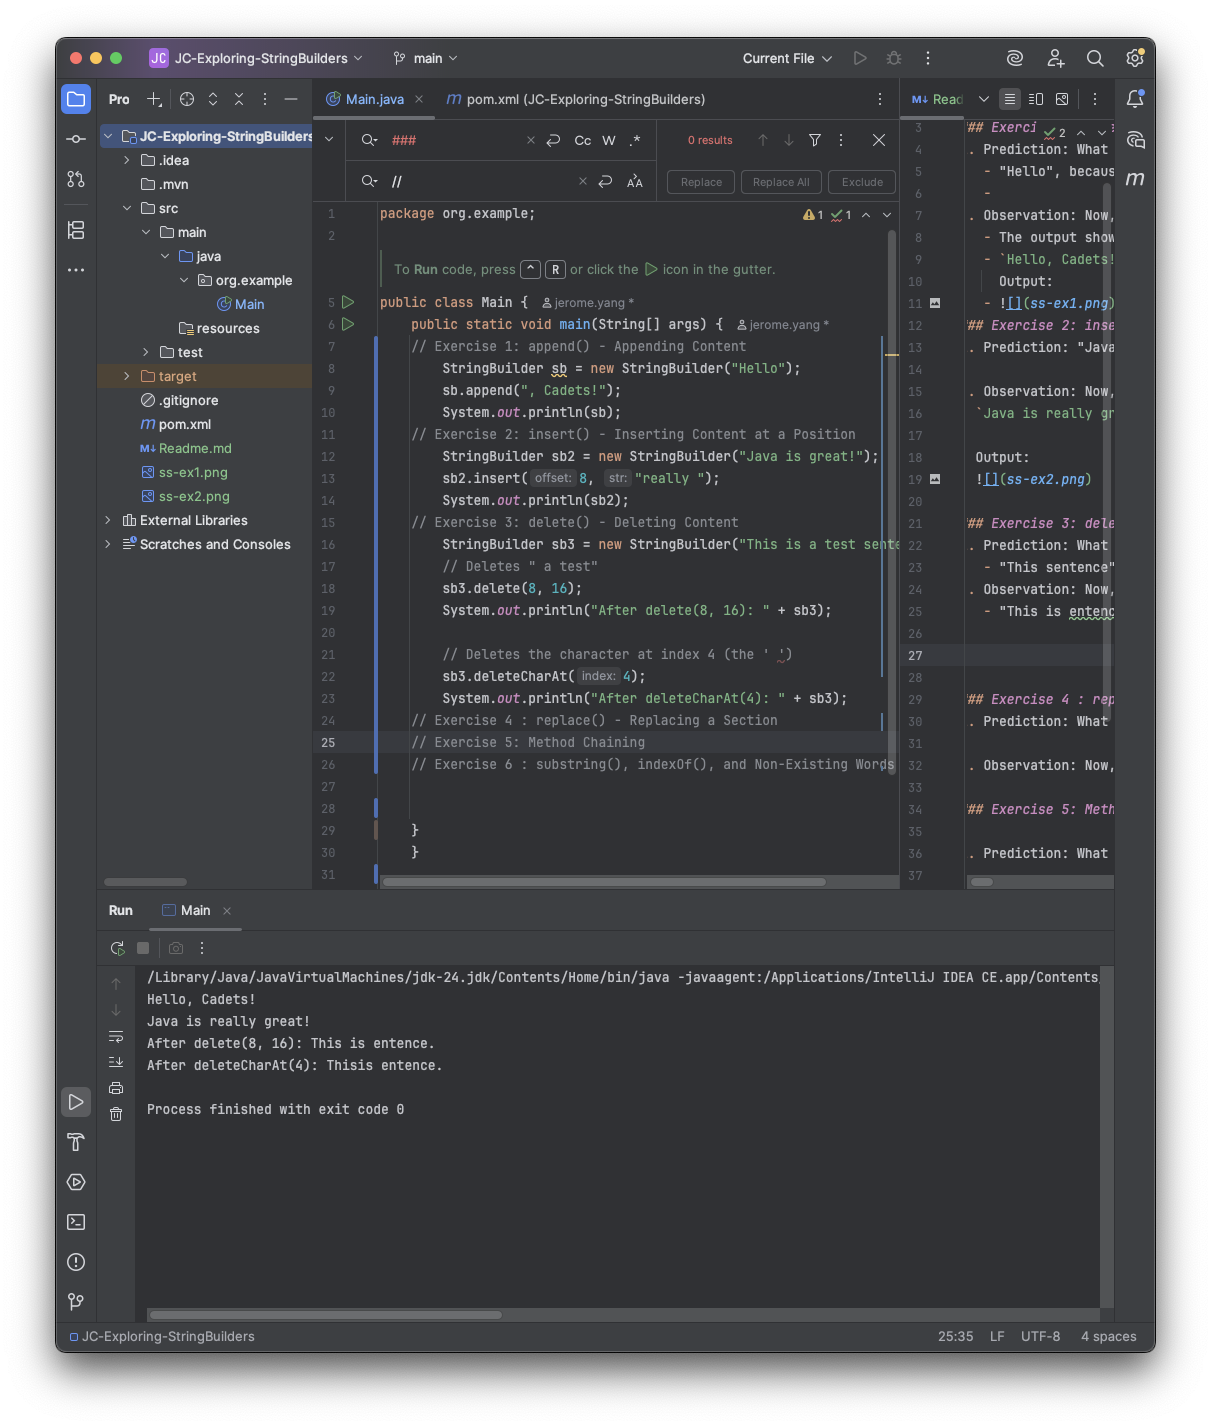 JC JC-Exploring-StringBuilders main Current File
Pro
Main.java
pom.xml (JC-Exploring-StringBuilders)
M↓ Read
JC-Exploring-StringBuilders
.idea
.mvn
src
main
java
org.example
Main
resources
test
target
.gitignore
pom.xml
M↓ Readme.md
ss-ex1.png
ss-ex2.png
External Libraries
Scratches and Consoles
### Cc W .* 0 results
// Replace Replace All Exclude
1 package org.example; 1 1
2
To Run code, press ^ R or click the icon in the gutter.
5 public class Main { jerome.yang *
6 public static void main(String[] args) { jerome.yang *
7 // Exercise 1: append() - Appending Content
8 StringBuilder sb = new StringBuilder("Hello");
9 sb.append(", Cadets!");
10 System.out.println(sb);
11 // Exercise 2: insert() - Inserting Content at a Position
12 StringBuilder sb2 = new StringBuilder("Java is great!");
13 sb2.insert( offset: 8, str: "really ");
14 System.out.println(sb2);
15 // Exercise 3: delete() - Deleting Content
16 StringBuilder sb3 = new StringBuilder("This is a test sente
17 // Deletes " a test"
18 sb3.delete(8, 16);
19 System.out.println("After delete(8, 16): " + sb3);
20
21 // Deletes the character at index 4 (the ' ')
22 sb3.deleteCharAt( index: 4);
23 System.out.println("After deleteCharAt(4): " + sb3);
24 // Exercise 4 : replace() - Replacing a Section
25 // Exercise 5: Method Chaining
26 // Exercise 6 : substring(), indexOf(), and Non-Existing Words
27
28
29 }
30 }
31
3 ## Exerci 2
4 . Prediction: What
5 - "Hello", becaus
6 -
7 . Observation: Now,
8 - The output show
9 - `Hello, Cadets!
10 Output:
11 - ![](ss-ex1.png)
12 ## Exercise 2: inse
13 . Prediction: "Java
14
15 . Observation: Now,
16 `Java is really gr
17
18 Output:
19 ![](ss-ex2.png)
20
21 ## Exercise 3: dele
22 . Prediction: What
23 - "This sentence"
24 . Observation: Now,
25 - "This is entenc
26
27
28
29 ## Exercise 4 : rep
30 . Prediction: What
31
32 . Observation: Now,
33
34 ## Exercise 5: Meth
35
36 . Prediction: What
37
m
Run Main
/Library/Java/JavaVirtualMachines/jdk-24.jdk/Contents/Home/bin/java -javaagent:/Applications/IntelliJ IDEA CE.app/Contents/
Hello, Cadets!
Java is really great!
After delete(8, 16): This is entence.
After deleteCharAt(4): Thisis entence.
Process finished with exit code 0
JC-Exploring-StringBuilders 25:35 LF UTF-8 4 spaces